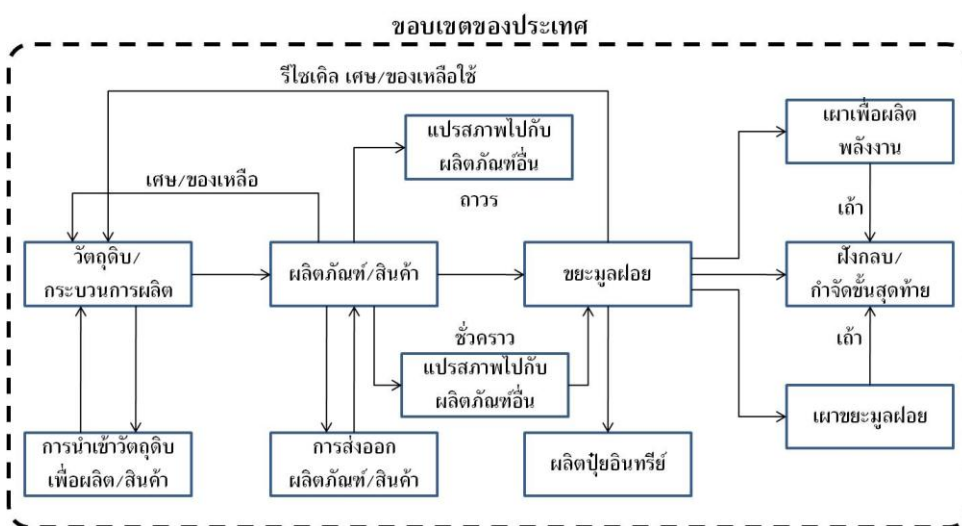 ขอบเขตของประเทศ
รีไซเคิล เศษ/ของเหลือใช้
แปรสภาพไปกับ
ผลิตภัณฑ์อื่น
ถาวร
เผาเพื่อผลิต
พลังงาน
เศษ/ของเหลือ
เถ้า
วัตถุดิบ/
กระบวนการผลิต
ผลิตภัณฑ์/สินค้า
ขยะมูลฝอย
ฝังกลบ/
กำจัดขั้นสุดท้าย
ชั่วคราว
แปรสภาพไปกับ
ผลิตภัณฑ์อื่น
เถ้า
เผาขยะมูลฝอย
การนำเข้าวัตถุดิบ
เพื่อผลิต/สินค้า
การส่งออก
ผลิตภัณฑ์/สินค้า
ผลิตปุ๋ยอินทรีย์